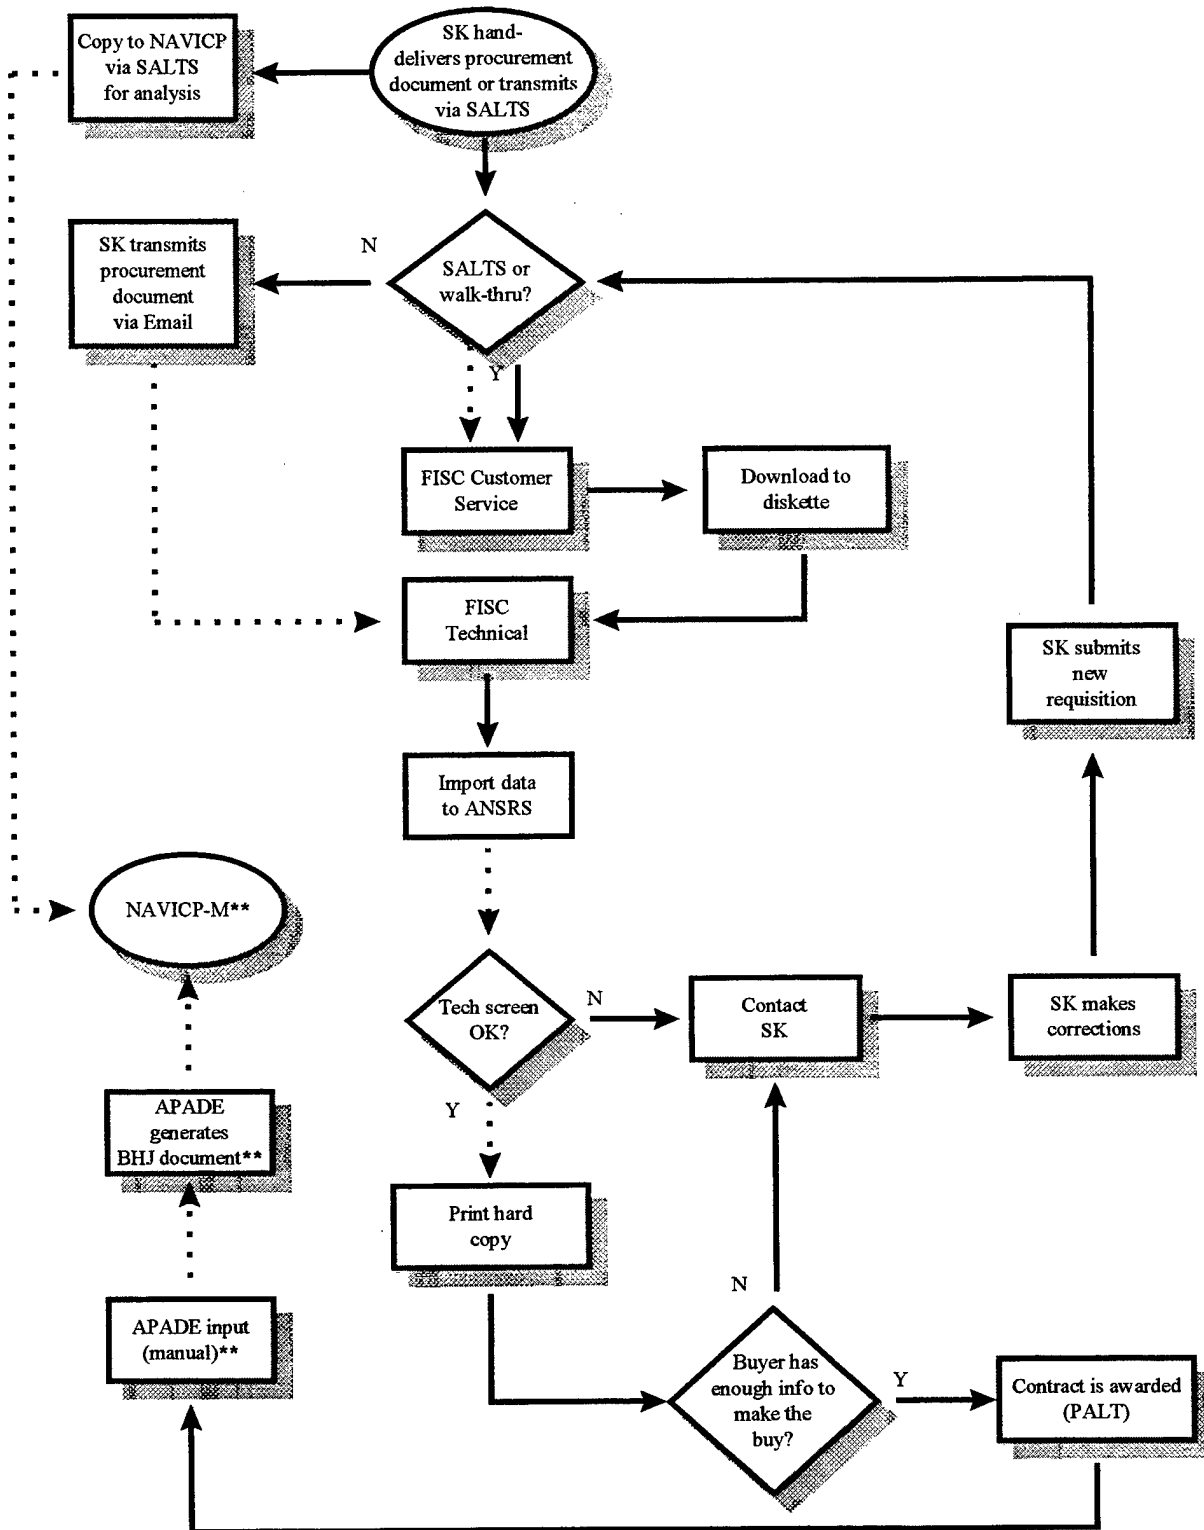 Copy to NAVICP
via SALTS
for analysis
SK hand-
delivers procurement
document or transmits
via SALTS
SK transmits
procurement
document
via Email
N
SALTS or
walk-thru?
Y
FISC Customer
Service
Download to
diskette
FISC
Technical
SK submits
new
requisition
Import data
to ANSRS
NAVICP-M**
Tech screen
OK?
N
Contact
SK
SK makes
corrections
Y
APADE
generates
BHJ document**
Print hard
copy
N
APADE input
(manual)**
Buyer has
enough info to
make the
buy?
Y
Contract is awarded
(PALT)